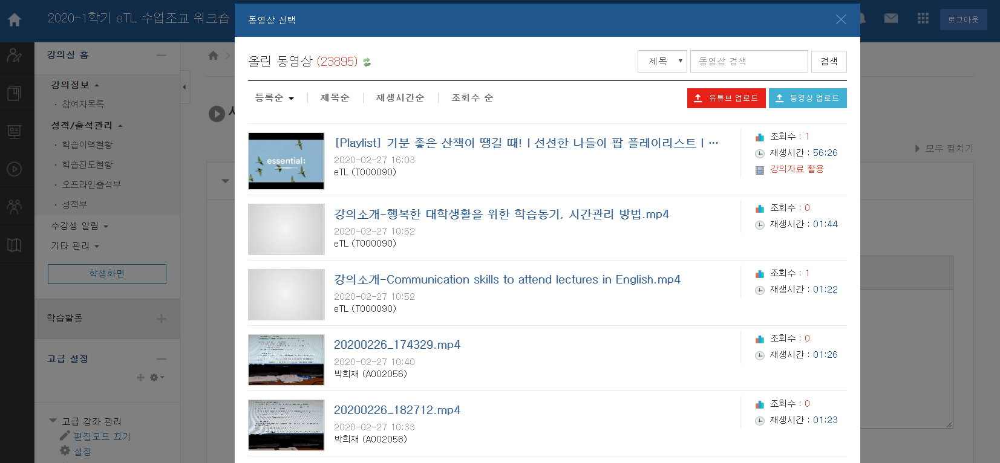 2020-1학기 eTL 수업조교 워크숍
동영상 선택
로그아웃
강의실 홈
강의정보
참여자목록
성적/출석관리
학습이력현황
학습진도현황
오프라인출석부
성적부
수강생 알림
기타 관리
학생화면
학습활동
고급 설정
고급 강좌 관리
편집모드 끄기
설정
올린 동영상 (23895)
제목
동영상 검색
검색
등록순
제목순
재생시간순
조회수 순
유튜브 업로드
동영상 업로드
essential;
[Playlist] 기분 좋은 산책이 땡길 때! | 선선한 나들이 팝 플레이리스트 | ···
2020-02-27 16:03
eTL (T000090)
조회수 : 1
재생시간 : 56:26
강의자료 활용
강의소개-행복한 대학생활을 위한 학습동기, 시간관리 방법.mp4
2020-02-27 10:52
eTL (T000090)
조회수 : 0
재생시간 : 01:44
강의소개-Communication skills to attend lectures in English.mp4
2020-02-27 10:52
eTL (T000090)
조회수 : 1
재생시간 : 01:22
20200226_174329.mp4
2020-02-27 10:40
박희재 (A002056)
조회수 : 0
재생시간 : 01:26
20200226_182712.mp4
2020-02-27 10:33
박희재 (A002056)
조회수 : 0
재생시간 : 01:23
모두 펼치기